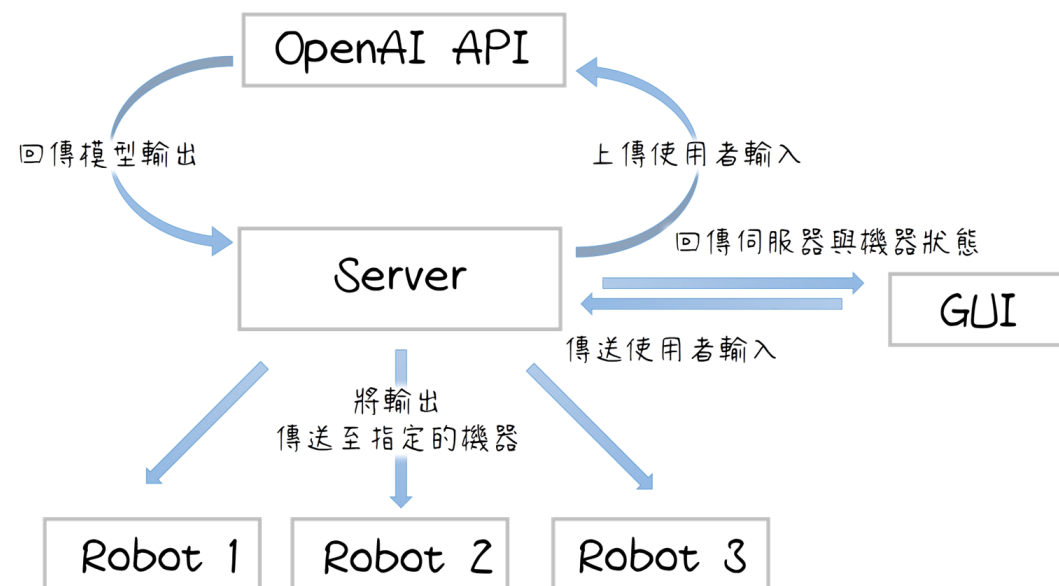 OpenAI API
回傳模型輸出
上傳使用者輸入
回傳伺服器與機器狀態
Server
GUI
傳送使用者輸入
將輸出
傳送至指定的機器
Robot 1
Robot 2
Robot 3